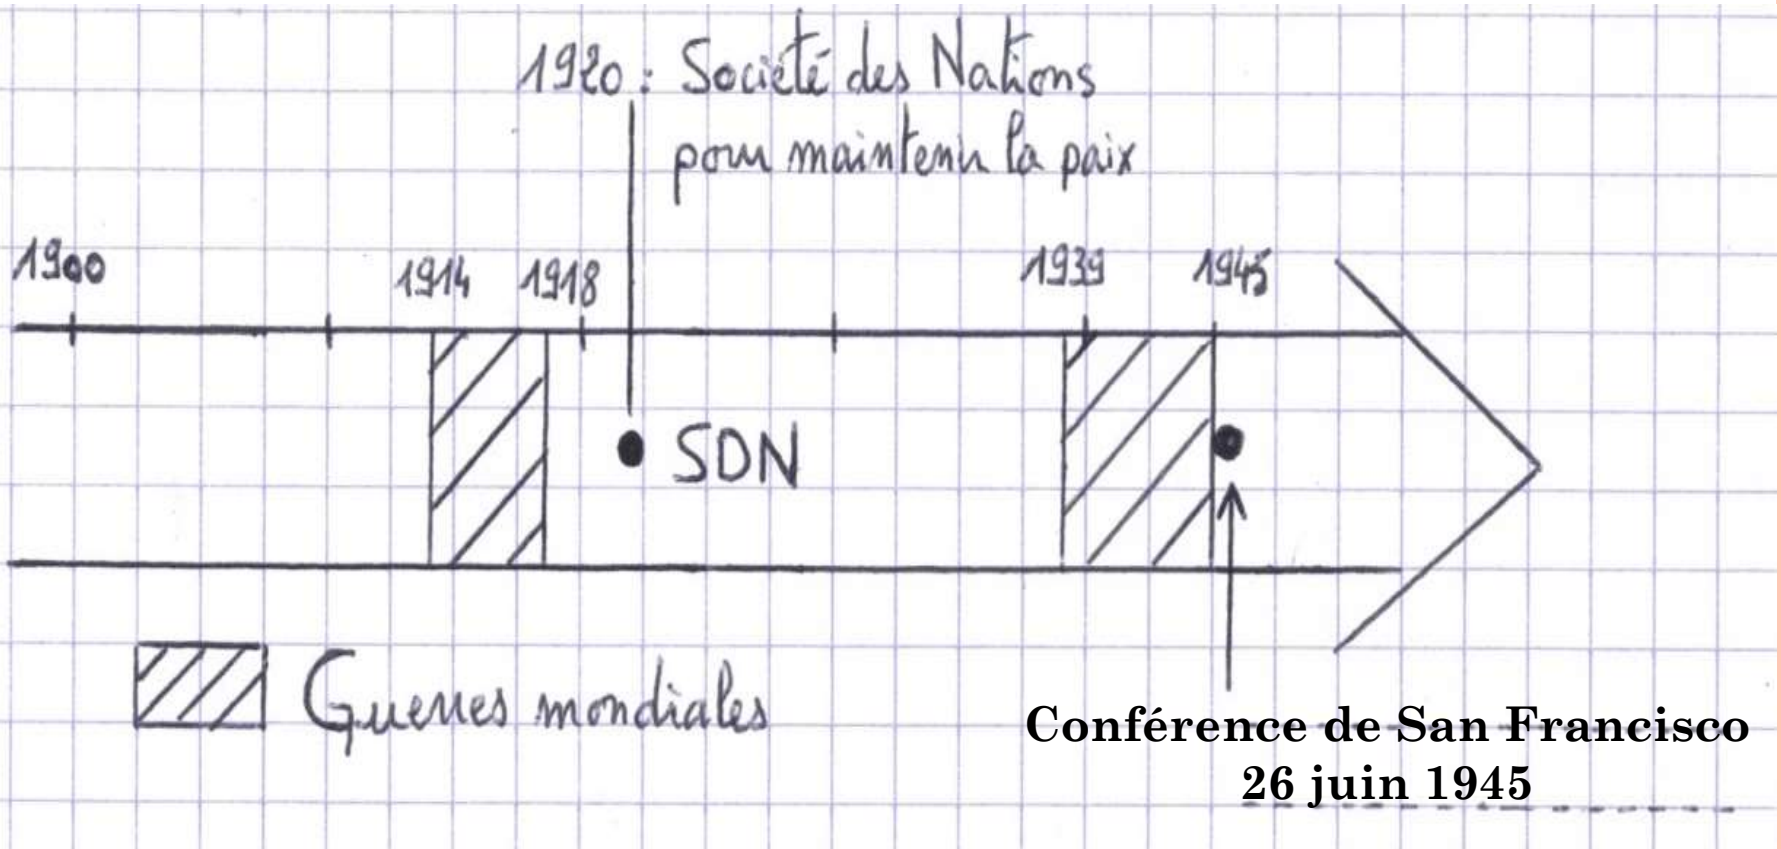 1920 : Société des Nations
pour maintenir la paix
1900
1914
1918
1939
1945
SDN
Guerres mondiales
Conférence de San Francisco
26 juin 1945